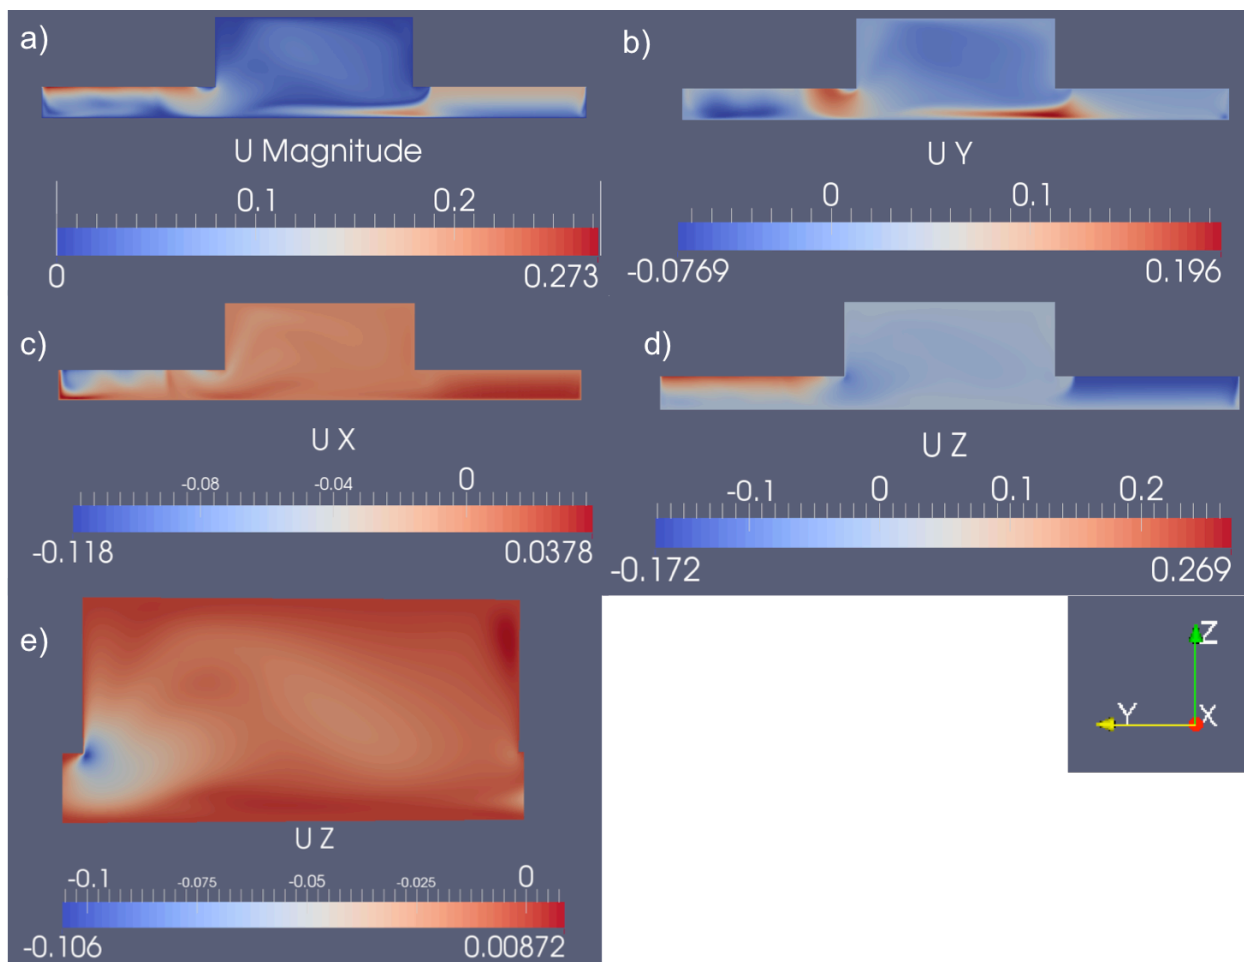 a)
U Magnitude
0.1 0.2
0 0.273
b)
U Y
0 0.1
-0.0769 0.196
c)
U X
-0.08 -0.04 0
-0.118 0.0378
d)
U Z
-0.1 0 0.1 0.2
-0.172 0.269
e)
U Z
-0.1 -0.075 -0.05 -0.025 0
-0.106 0.00872
Z
Y X